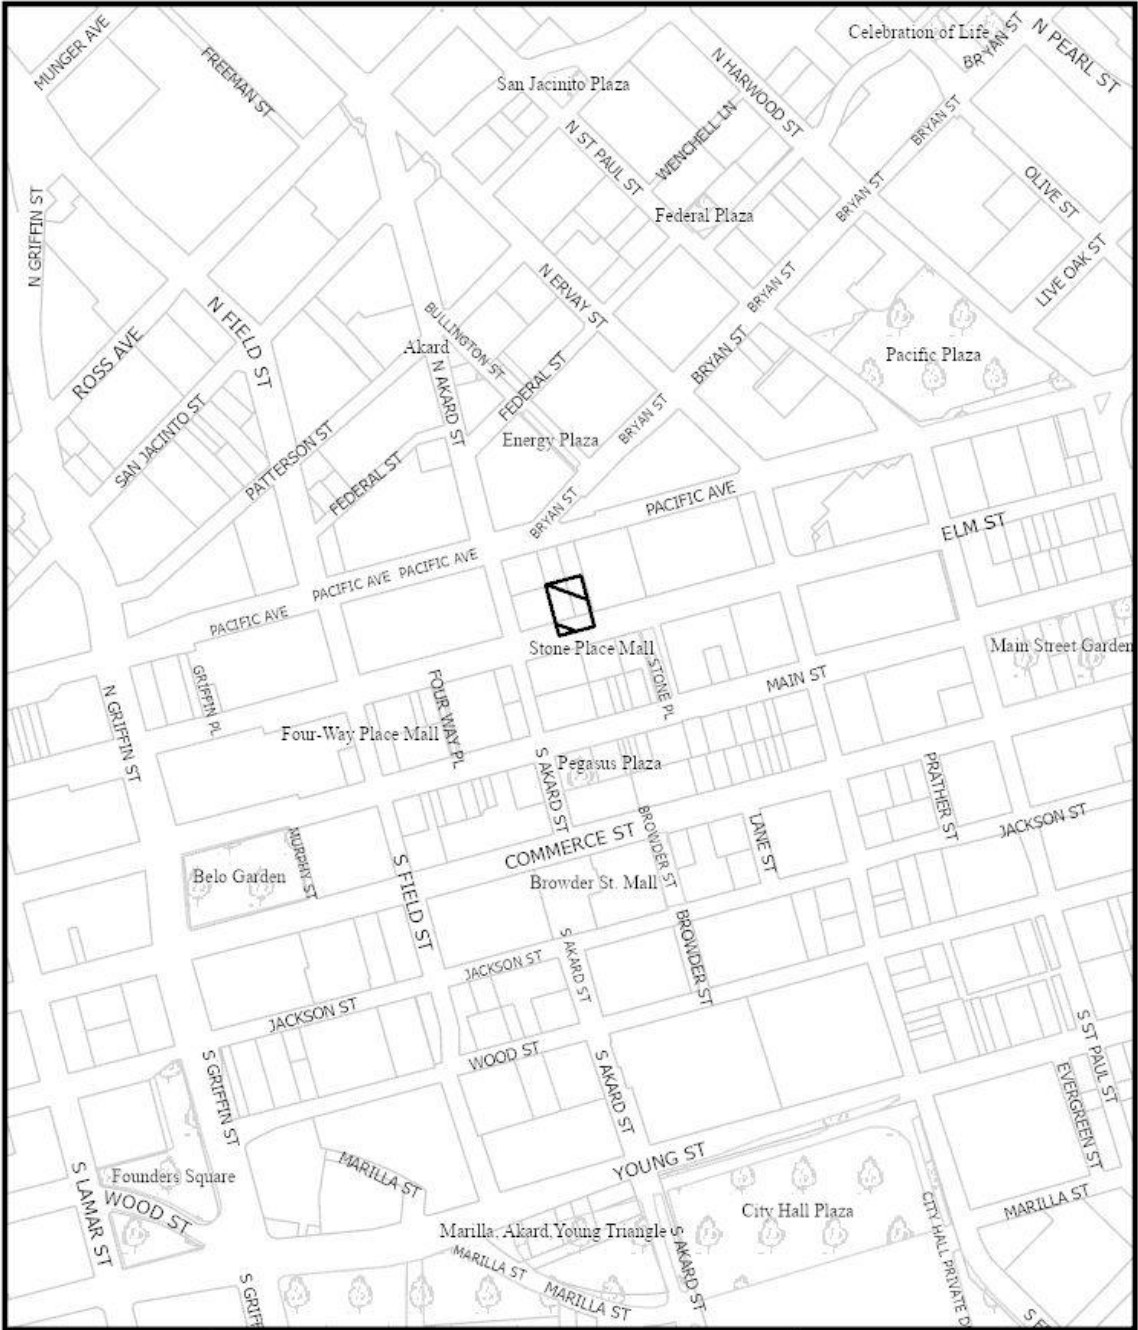 Celebration of Life
BRYAN ST
N PEARL ST
MUNGER AVE
FREEMAN ST
N HARWOOD ST
San Jacinito Plaza
WENCHELL LN
BRYAN ST
N ST PAUL ST
OLIVE ST
N GRIFFIN ST
BRYAN ST
Federal Plaza
LIVE OAK ST
N ERVAY ST
BRYAN ST
N FIELD ST
BULLINGTON ST
ROSS AVE
Akard
BRYAN ST
Pacific Plaza
FEDERAL ST
N AKARD ST
SAN JACINTO ST
BRYAN ST
Energy Plaza
PATTERSON ST
FEDERAL ST
BRYAN ST
PACIFIC AVE
ELM ST
PACIFIC AVE
PACIFIC AVE
PACIFIC AVE
Stone Place Mall
Main Street Garden
STONE PL
GRIFFIN PL
FOUR WAY PL
MAIN ST
N GRIFFIN ST
Four-Way Place Mall
Pegasus Plaza
S AKARD ST
PRATHER ST
BROWDER ST
LANE ST
JACKSON ST
COMMERCE ST
MURPHY ST
Belo Garden
Browder St. Mall
S FIELD ST
BROWDER ST
S AKARD ST
JACKSON ST
JACKSON ST
WOOD ST
S ST PAUL ST
S GRIFFIN ST
S AKARD ST
EVERGREEN ST
YOUNG ST
MARILLA ST
Founders Square
S LAMAR ST
WOOD ST
City Hall Plaza
MARILLA ST
CITY HALL PRIVATE D
Marilla, Akard, Young Triangle
S AKARD ST
MARILLA ST
MARILLA ST
S GRIFF